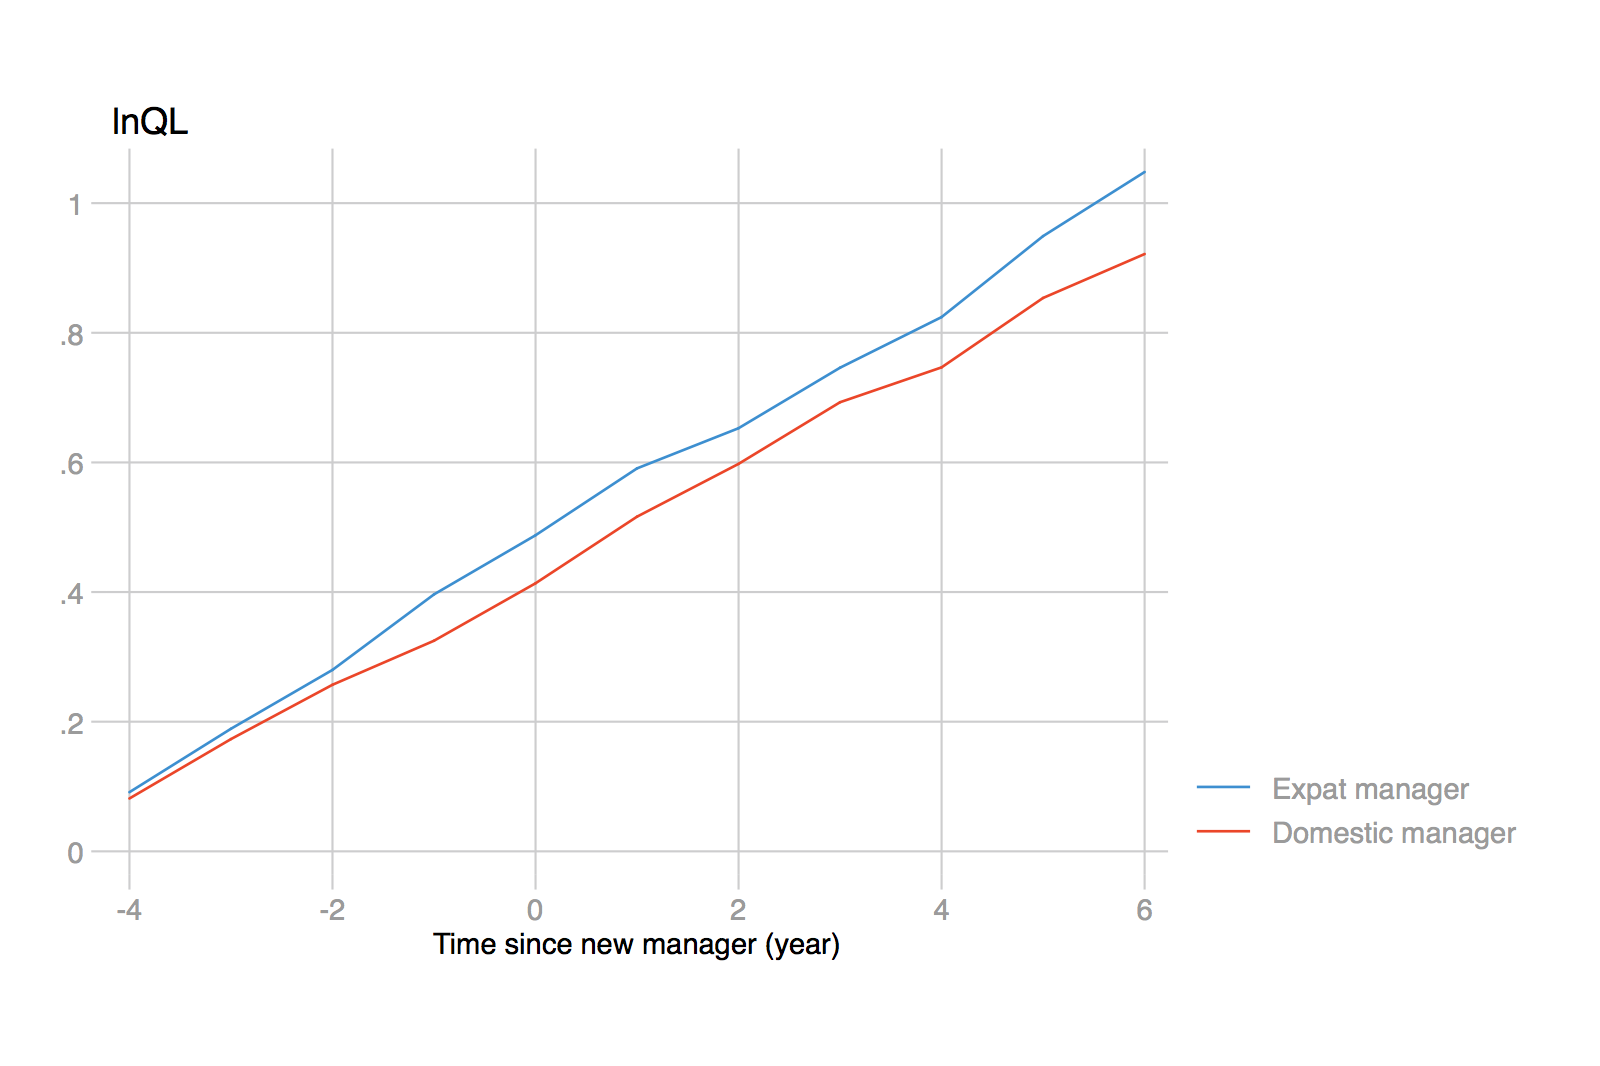 lnQL
1
.8
.6
.4
.2
0
-4 -2 0 2 4 6
Time since new manager (year)
Expat manager
Domestic manager